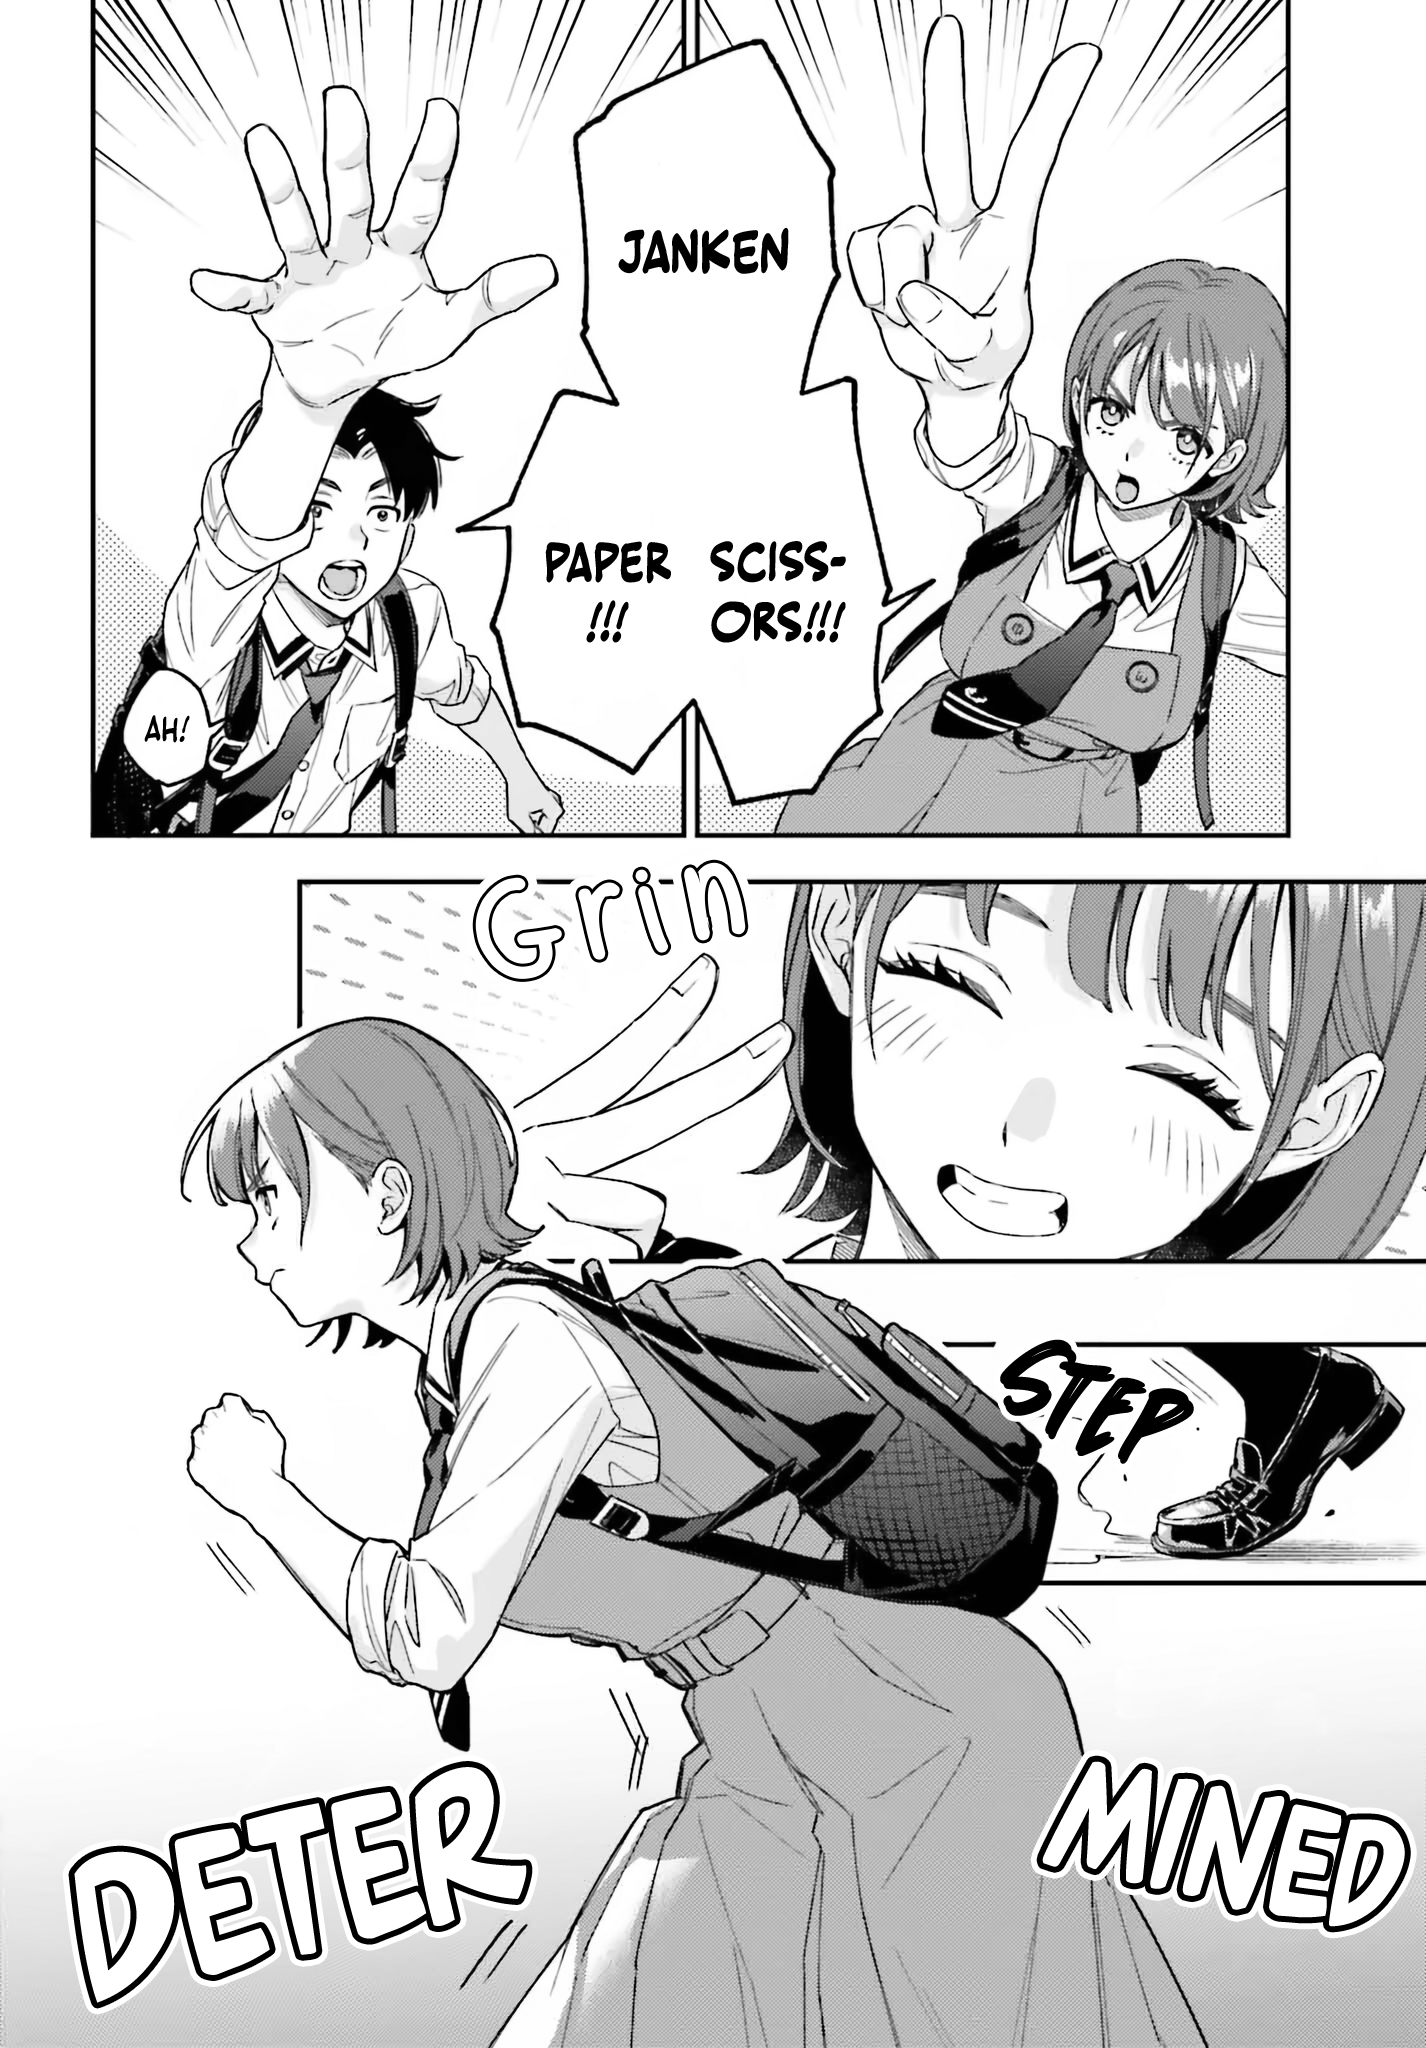 JANKEN
SCISS-
ORS!!!
PAPER
!!!
AH!
Grin
STEP
DETER
MINED